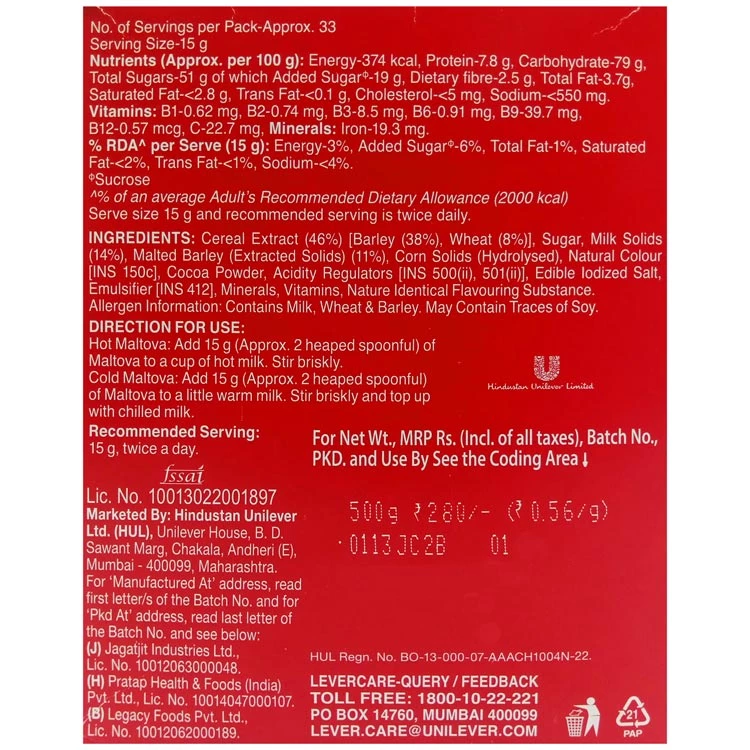 No. of Servings per Pack-Approx. 33
Serving Size-15 g
Nutrients (Approx. per 100 g): Energy-374 kcal, Protein-7.8 g, Carbohydrate-79 g,
Total Sugars-51 g of which Added Sugarᶲ-19 g, Dietary fibre-2.5 g, Total Fat-3.7g,
Saturated Fat-<2.8 g, Trans Fat-<0.1 g, Cholesterol-<5 mg, Sodium-<550 mg.
Vitamins: B1-0.62 mg, B2-0.74 mg, B3-8.5 mg, B6-0.91 mg, B9-39.7 mg,
B12-0.57 mcg, C-22.7 mg, Minerals: Iron-19.3 mg.
% RDA^ per Serve (15 g): Energy-3%, Added Sugarᶲ-6%, Total Fat-1%, Saturated
Fat-<2%, Trans Fat-<1%, Sodium-<4%.
ᶲSucrose
^% of an average Adult's Recommended Dietary Allowance (2000 kcal)
Serve size 15 g and recommended serving is twice daily.
INGREDIENTS: Cereal Extract (46%) [Barley (38%), Wheat (8%)], Sugar, Milk Solids
(14%), Malted Barley (Extracted Solids) (11%), Corn Solids (Hydrolysed), Natural Colour
[INS 150c], Cocoa Powder, Acidity Regulators [INS 500(ii), 501(ii)], Edible Iodized Salt,
Emulsifier [INS 412], Minerals, Vitamins, Nature Identical Flavouring Substance.
Allergen Information: Contains Milk, Wheat & Barley. May Contain Traces of Soy.
DIRECTION FOR USE:
Hot Maltova: Add 15 g (Approx. 2 heaped spoonful) of
Maltova to a cup of hot milk. Stir briskly.
Cold Maltova: Add 15 g (Approx. 2 heaped spoonful)
of Maltova to a little warm milk. Stir briskly and top up
with chilled milk.
Hindustan Unilever Limited
Recommended Serving:
15 g, twice a day.
For Net Wt., MRP Rs. (Incl. of all taxes), Batch No.,
PKD. and Use By See the Coding Area ↓
fssai
Lic. No. 10013022001897
500g ₹280/- (₹0.56/g)
0113JC2B 01
Marketed By: Hindustan Unilever
Ltd. (HUL), Unilever House, B. D.
Sawant Marg, Chakala, Andheri (E),
Mumbai - 400099, Maharashtra.
For 'Manufactured At' address, read
first letter/s of the Batch No. and for
'Pkd At' address, read last letter of
the Batch No. and see below:
(J) Jagatjit Industries Ltd.,
Lic. No. 10012063000048.
(H) Pratap Health & Foods (India)
Pvt. Ltd., Lic. No. 10014047000107.
(B) Legacy Foods Pvt. Ltd.,
Lic. No. 10012062000189.
HUL Regn. No. BO-13-000-07-AAACH1004N-22.
LEVERCARE-QUERY / FEEDBACK
TOLL FREE: 1800-10-22-221
PO BOX 14760, MUMBAI 400099
LEVER.CARE@UNILEVER.COM
21
PAP